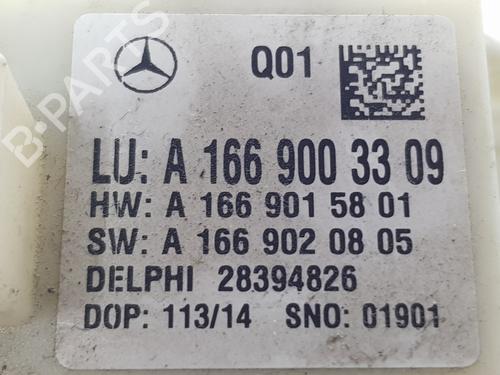 Q01
LU: A 166 900 33 09
HW: A 166 901 58 01
SW: A 166 902 08 05
DELPHI 28394826
DOP: 113/14 SNO: 01901
B-PARTS